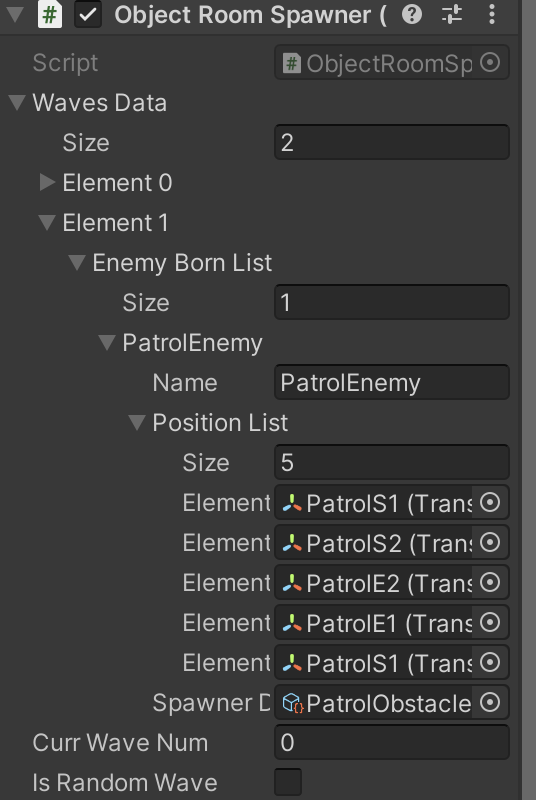 # Object Room Spawner (
Script # ObjectRoomSp
Waves Data
Size 2
Element 0
Element 1
Enemy Born List
Size 1
PatrolEnemy
Name PatrolEnemy
Position List
Size 5
Element PatrolS1 (Trans
Element PatrolS2 (Trans
Element PatrolE2 (Trans
Element PatrolE1 (Trans
Element PatrolS1 (Trans
Spawner D PatrolObstacle
Curr Wave Num 0
Is Random Wave